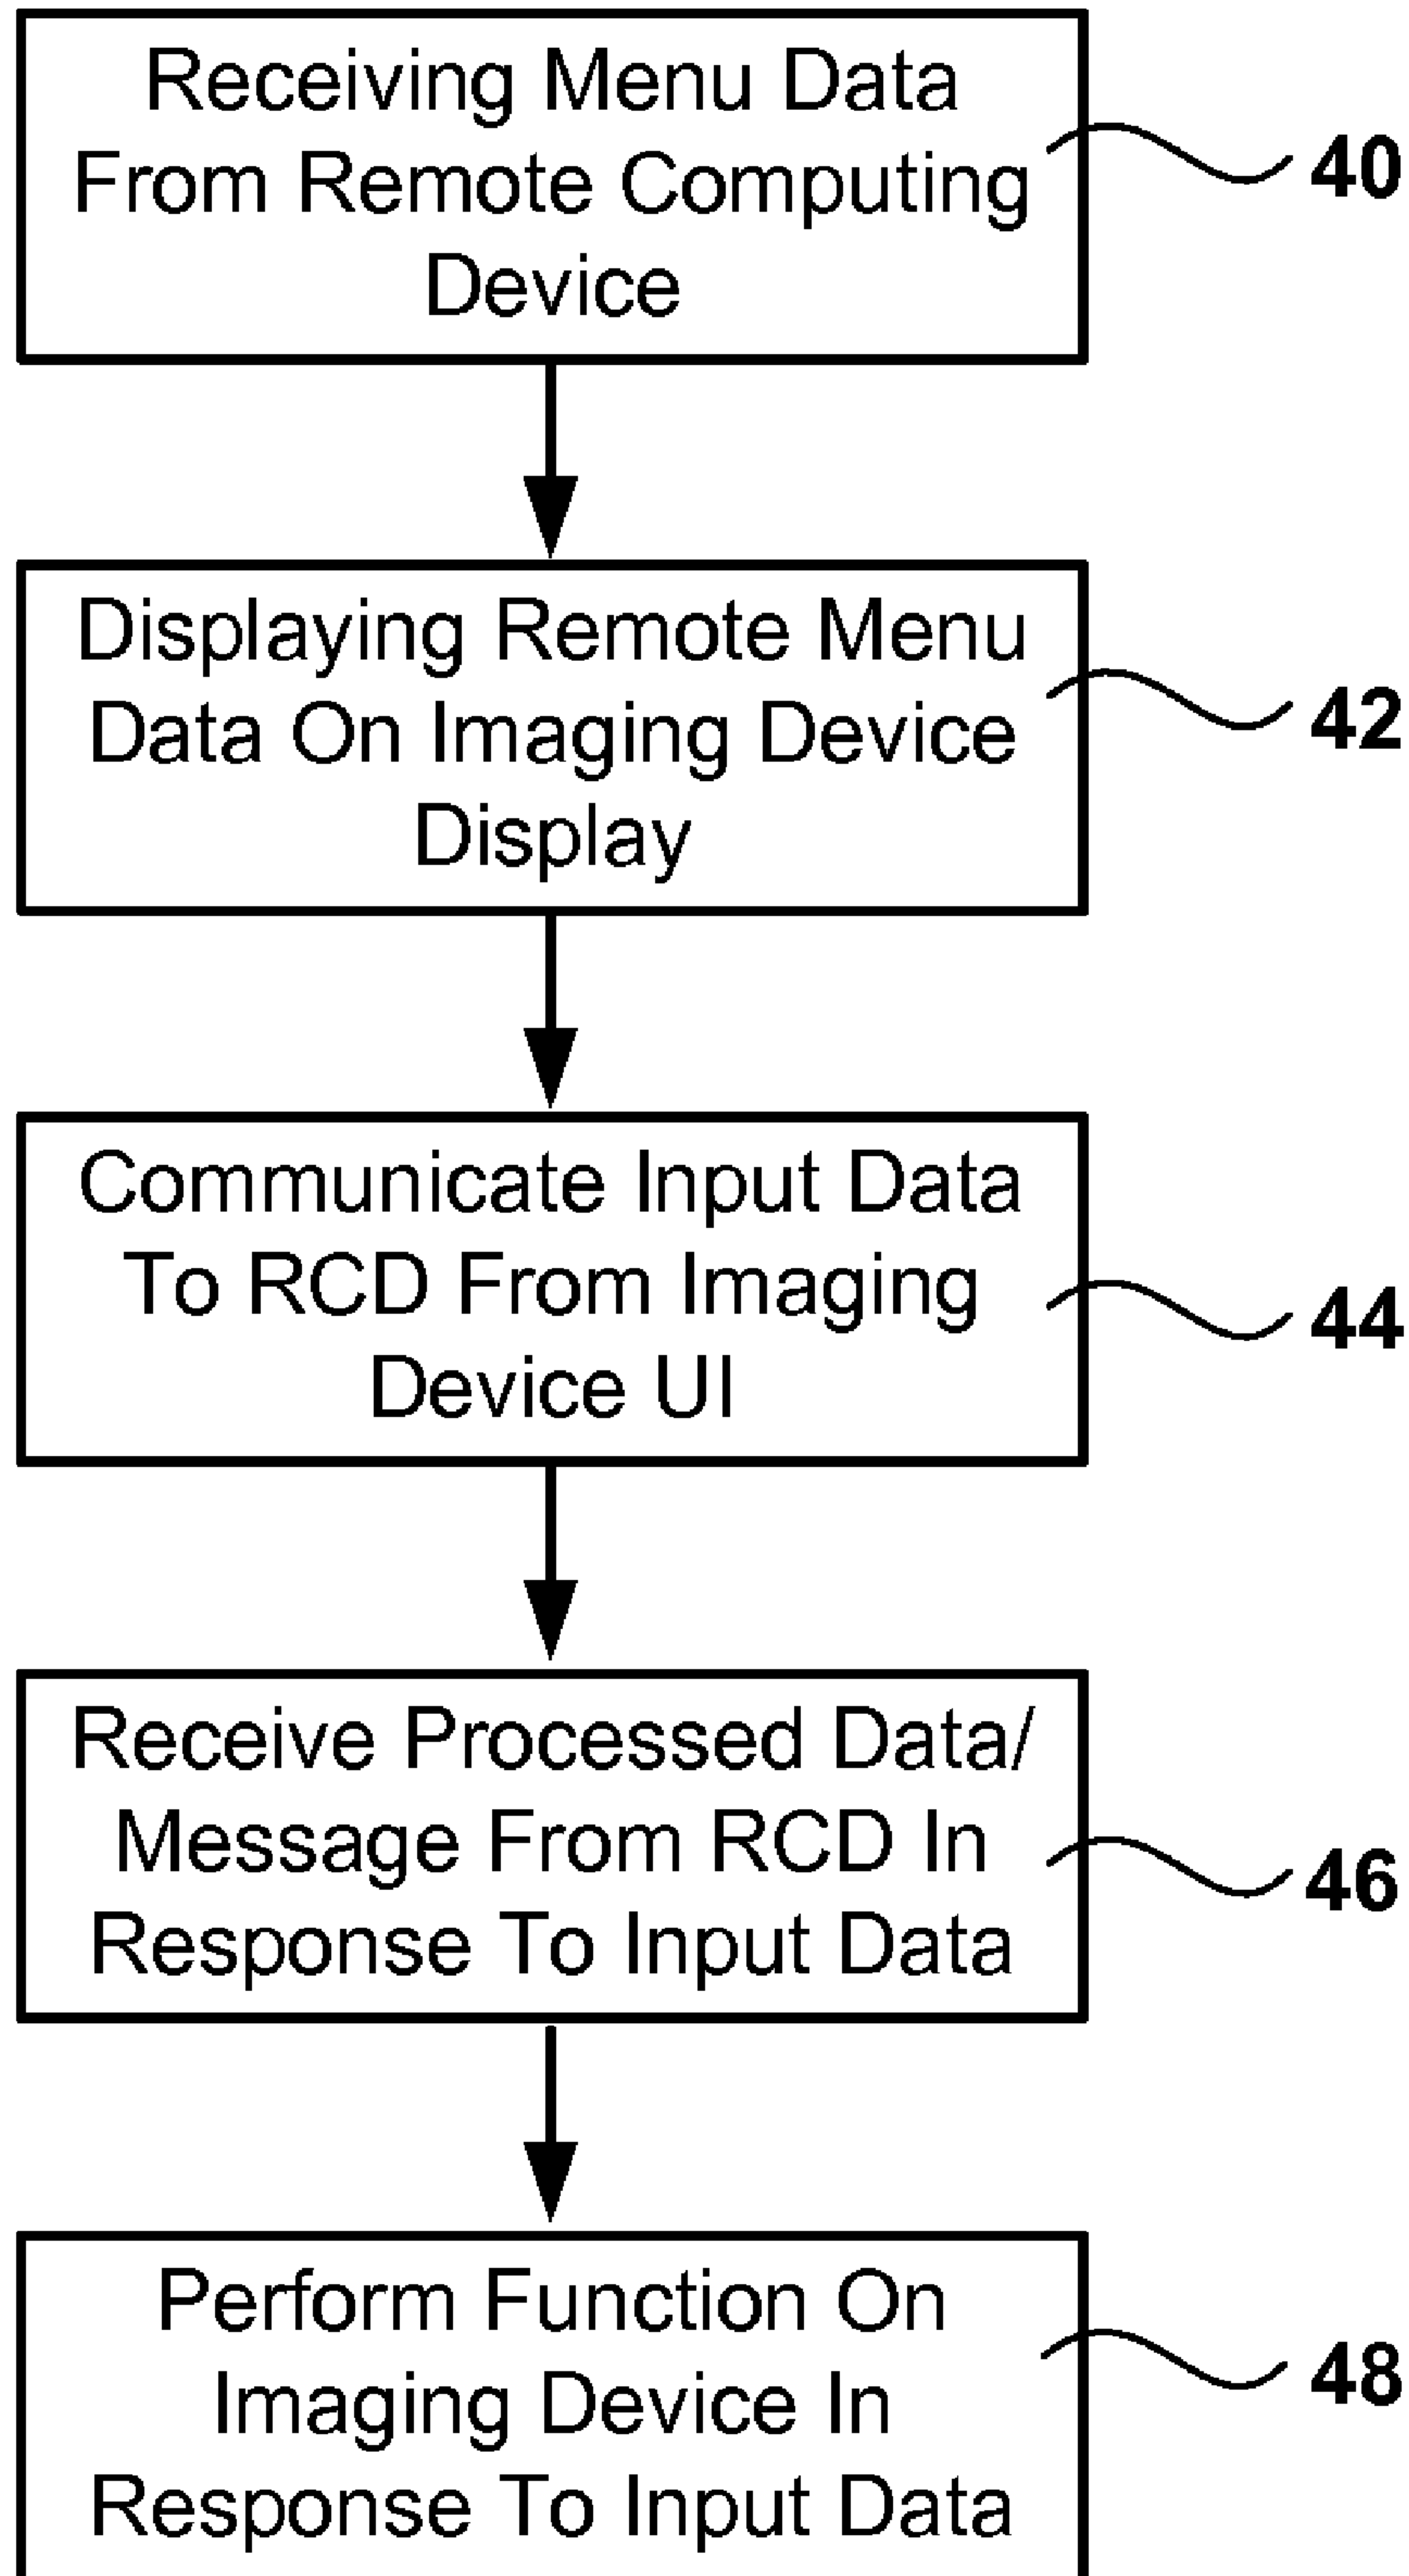 Receiving Menu Data
From Remote Computing
Device
40
Displaying Remote Menu
Data On Imaging Device
Display
42
Communicate Input Data
To RCD From Imaging
Device UI
44
Receive Processed Data/
Message From RCD In
Response To Input Data
46
Perform Function On
Imaging Device In
Response To Input Data
48